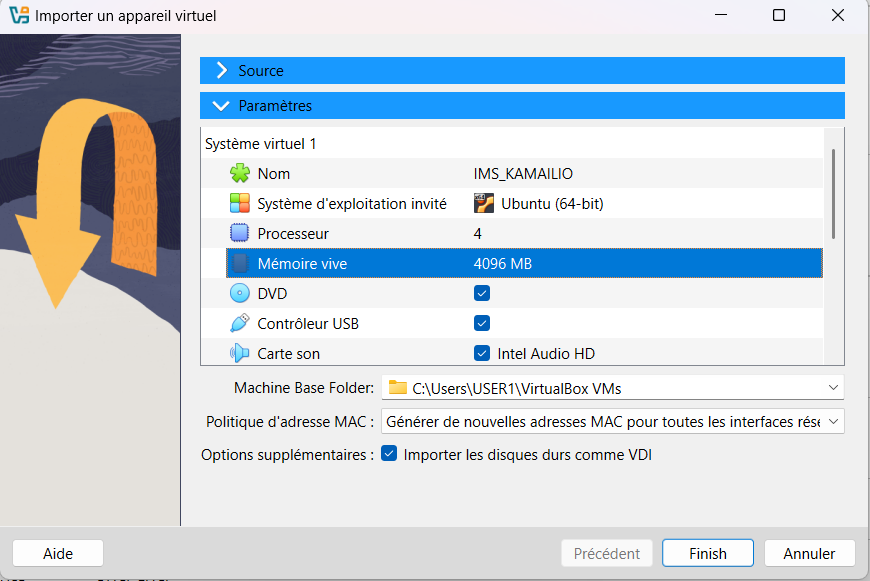 Importer un appareil virtuel
Source
Paramètres
Système virtuel 1
Nom IMS_KAMAILIO
Système d'exploitation invité Ubuntu (64-bit)
Processeur 4
Mémoire vive 4096 MB
DVD
Contrôleur USB
Carte son Intel Audio HD
Machine Base Folder: C:\Users\USER1\VirtualBox VMs
Politique d'adresse MAC : Générer de nouvelles adresses MAC pour toutes les interfaces rése
Options supplémentaires : Importer les disques durs comme VDI
Aide Précédent Finish Annuler